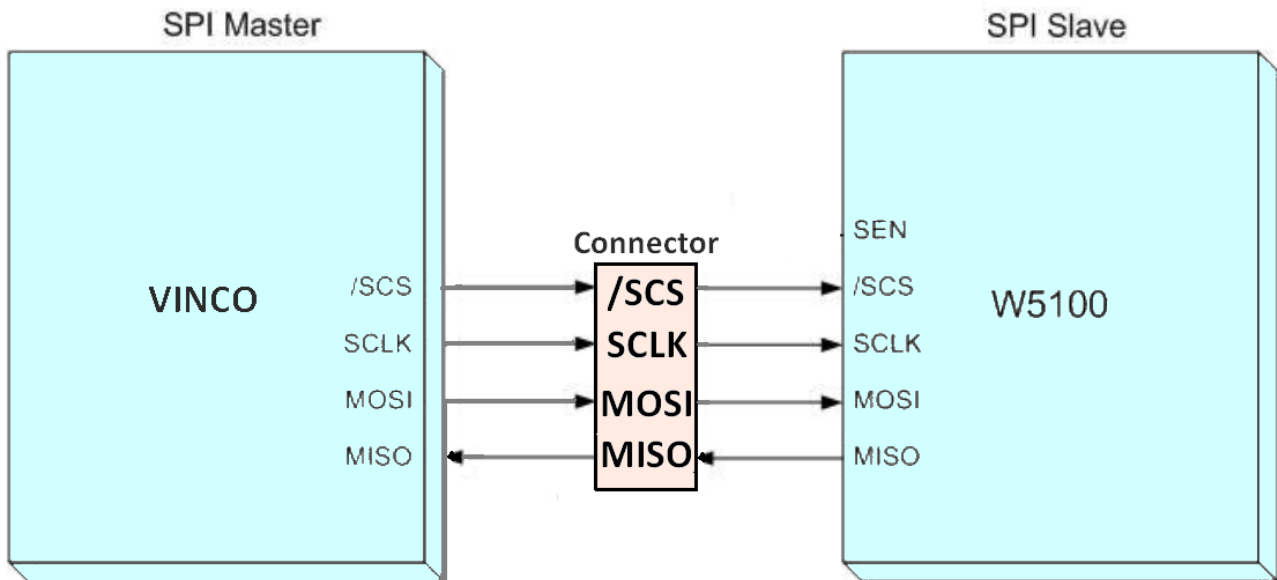 SPI Master
SPI Slave
VINCO
/SCS
SCLK
MOSI
MISO
Connector
/SCS
SCLK
MOSI
MISO
SEN
/SCS
SCLK
MOSI
MISO
W5100